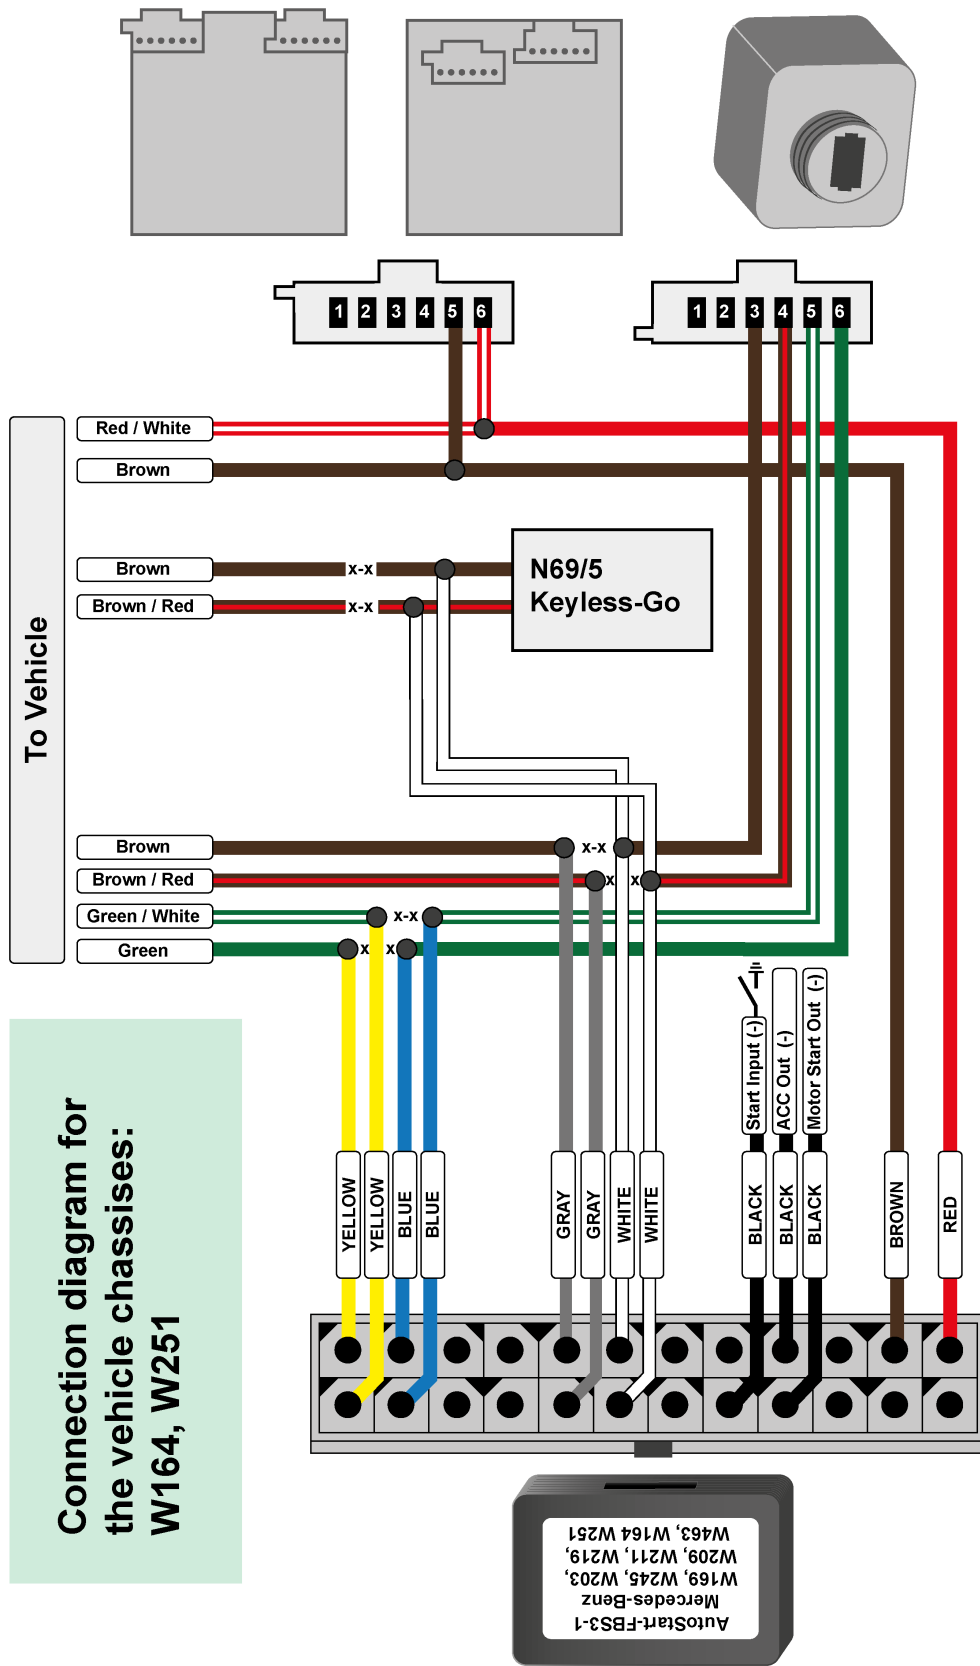 1 2 3 4 5 6
1 2 3 4 5 6
Red / White
Brown
Brown x-x
Brown / Red x-x
N69/5
Keyless-Go
To Vehicle
Brown x-x
Brown / Red x x
Green / White x-x
Green x x
Start Input (-)
ACC Out (-)
Motor Start Out (-)
YELLOW
YELLOW
BLUE
BLUE
GRAY
GRAY
WHITE
WHITE
BLACK
BLACK
BLACK
BROWN
RED
Connection diagram for
the vehicle chassises:
W164, W251
AutoStart-FBS3-1
Mercedes-Benz
W169, W245, W203,
W209, W211, W219,
W463, W164 W251